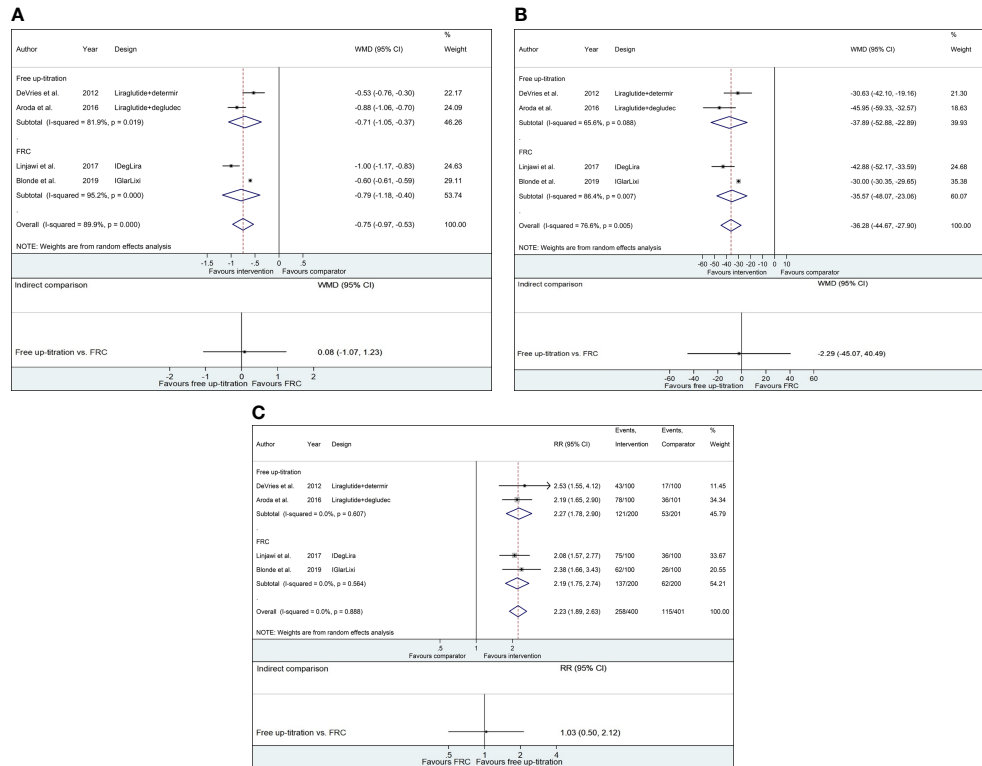 A
%
Author Year Design WMD (95% CI) Weight
Free up-titration
DeVries et al. 2012 Liraglutide+determir -0.53 (-0.76, -0.30) 22.17
Aroda et al. 2016 Liraglutide+degludec -0.88 (-1.06, -0.70) 24.09
Subtotal (I-squared = 81.9%, p = 0.019) -0.71 (-1.05, -0.37) 46.26
.
FRC
Linjawi et al. 2017 IDegLira -1.00 (-1.17, -0.83) 24.63
Blonde et al. 2019 IGlarLixi -0.60 (-0.61, -0.59) 29.11
Subtotal (I-squared = 95.2%, p = 0.000) -0.79 (-1.18, -0.40) 53.74
.
Overall (I-squared = 89.9%, p = 0.000) -0.75 (-0.97, -0.53) 100.00
NOTE: Weights are from random effects analysis
-1.5 -1 -.5 0 .5
Favours intervention Favours comparator
Indirect comparison WMD (95% CI)
Free up-titration vs. FRC 0.08 (-1.07, 1.23)
-2 -1 0 1 2
Favours free up-titration Favours FRC
B
%
Author Year Design WMD (95% CI) Weight
Free up-titration
DeVries et al. 2012 Liraglutide+determir -30.63 (-42.10, -19.16) 21.30
Aroda et al. 2016 Liraglutide+degludec -45.95 (-59.33, -32.57) 18.63
Subtotal (I-squared = 65.6%, p = 0.088) -37.89 (-52.88, -22.89) 39.93
.
FRC
Linjawi et al. 2017 IDegLira -42.88 (-52.17, -33.59) 24.68
Blonde et al. 2019 IGlarLixi -30.00 (-30.35, -29.65) 35.38
Subtotal (I-squared = 86.4%, p = 0.007) -35.57 (-48.07, -23.06) 60.07
.
Overall (I-squared = 76.6%, p = 0.005) -36.28 (-44.67, -27.90) 100.00
NOTE: Weights are from random effects analysis
-60 -50 -40 -30 -20 -10 0 10
Favours intervention Favours comparator
Indirect comparison WMD (95% CI)
Free up-titration vs. FRC -2.29 (-45.07, 40.49)
-60 -40 -20 0 20 40 60
Favours free up-titration Favours FRC
C
Events, Events, %
Author Year Design RR (95% CI) Intervention Comparator Weight
Free up-titration
DeVries et al. 2012 Liraglutide+determir 2.53 (1.55, 4.12) 43/100 17/100 11.45
Aroda et al. 2016 Liraglutide+degludec 2.19 (1.65, 2.90) 78/100 36/101 34.34
Subtotal (I-squared = 0.0%, p = 0.607) 2.27 (1.78, 2.90) 121/200 53/201 45.79
.
FRC
Linjawi et al. 2017 IDegLira 2.08 (1.57, 2.77) 75/100 36/100 33.67
Blonde et al. 2019 IGlarLixi 2.38 (1.66, 3.43) 62/100 26/100 20.55
Subtotal (I-squared = 0.0%, p = 0.564) 2.19 (1.75, 2.74) 137/200 62/200 54.21
.
Overall (I-squared = 0.0%, p = 0.888) 2.23 (1.89, 2.63) 258/400 115/401 100.00
NOTE: Weights are from random effects analysis
.5 1 2
Favours comparator Favours intervention
Indirect comparison RR (95% CI)
Free up-titration vs. FRC 1.03 (0.50, 2.12)
.5 1 2 4
Favours FRC Favours free up-titration